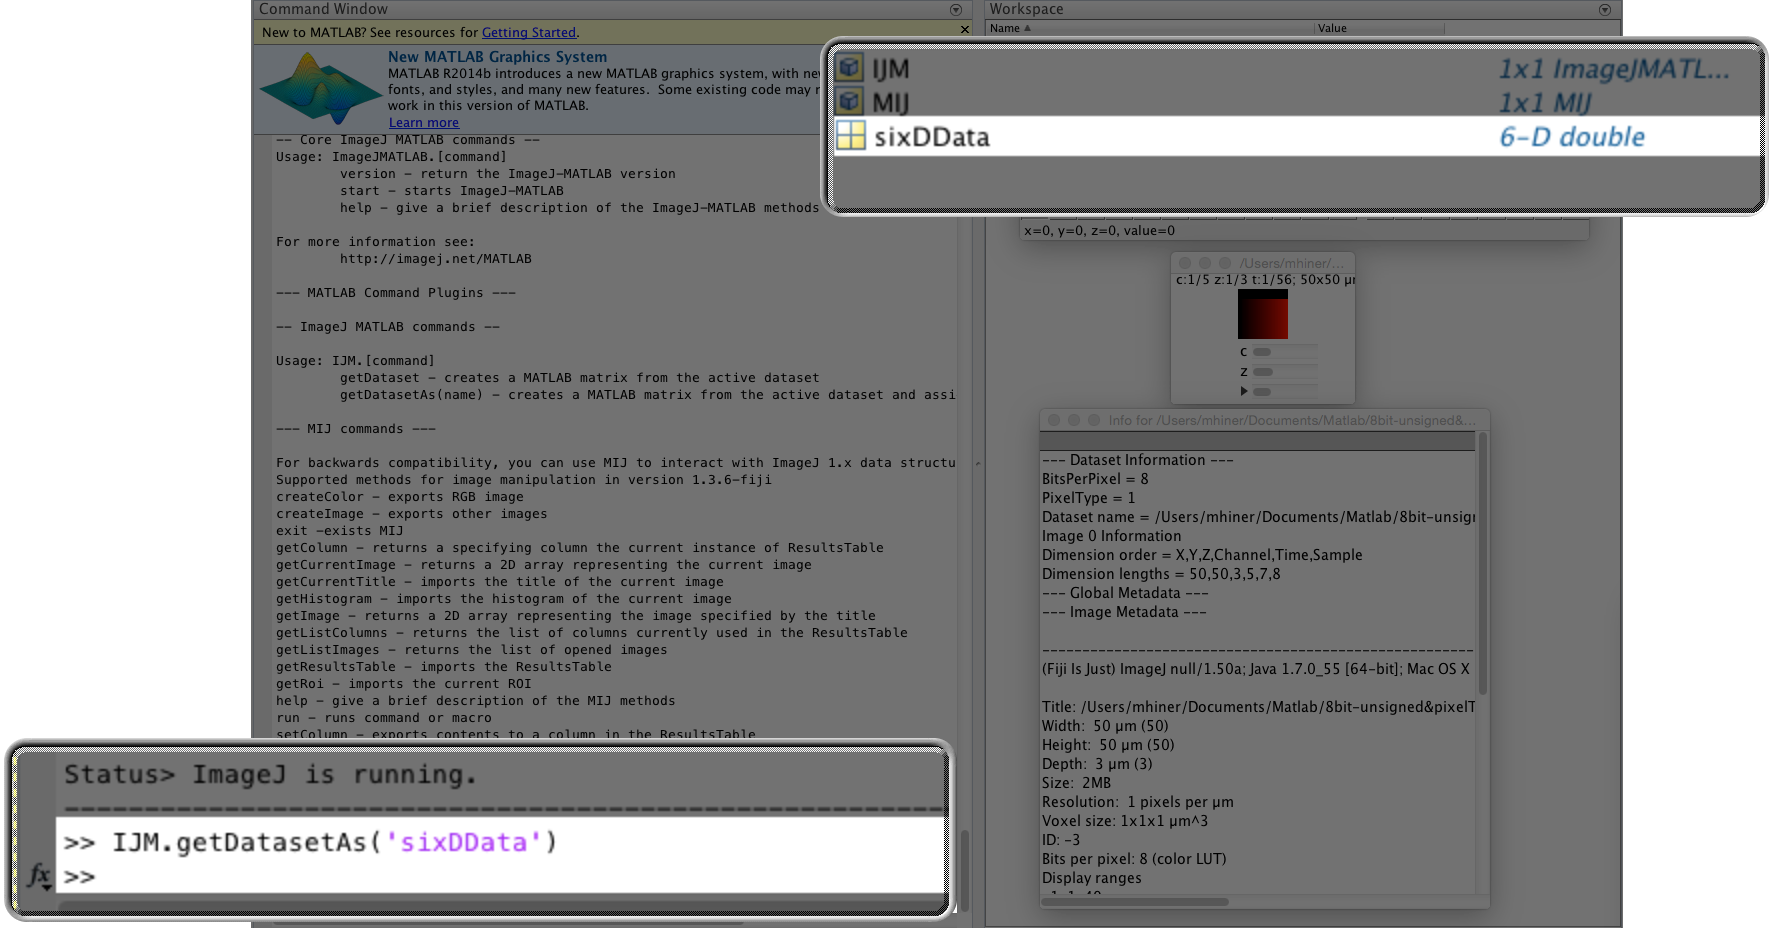 Command Window
New to MATLAB? See resources for Getting Started.
New MATLAB Graphics System
MATLAB R2014b introduces a new MATLAB graphics system, with new
fonts, and styles, and many new features. Some existing code may
work in this version of MATLAB.
Learn more
-- Core ImageJ MATLAB commands --
Usage: ImageJMATLAB.[command]
version - return the ImageJ-MATLAB version
start - starts ImageJ-MATLAB
help - give a brief description of the ImageJ-MATLAB methods
For more information see:
http://imagej.net/MATLAB
--- MATLAB Command Plugins ---
-- ImageJ MATLAB commands --
Usage: IJM.[command]
getDataset - creates a MATLAB matrix from the active dataset
getDatasetAs(name) - creates a MATLAB matrix from the active dataset and assi
--- MIJ commands ---
For backwards compatibility, you can use MIJ to interact with ImageJ 1.x data structu
Supported methods for image manipulation in version 1.3.6-fiji
createColor - exports RGB image
createImage - exports other images
exit -exists MIJ
getColumn - returns a specifying column the current instance of ResultsTable
getCurrentImage - returns a 2D array representing the current image
getCurrentTitle - imports the title of the current image
getHistogram - imports the histogram of the current image
getImage - returns a 2D array representing the image specified by the title
getListColumns - returns the list of columns currently used in the ResultsTable
getListImages - returns the list of opened images
getResultsTable - imports the ResultsTable
getRoi - imports the current ROI
help - give a brief description of the MIJ methods
run - runs command or macro
setColumn - exports contents to a column in the ResultsTable
Status> ImageJ is running.
>> IJM.getDatasetAs('sixDData')
fx >>
Workspace
Name Value
IJM 1x1 ImageJMATL...
MIJ 1x1 MIJ
sixDData 6-D double
x=0, y=0, z=0, value=0
/Users/mhiner/...
c:1/5 z:1/3 t:1/56; 50x50 µm
c
z
Info for /Users/mhiner/Documents/Matlab/8bit-unsigned&...
--- Dataset Information ---
BitsPerPixel = 8
PixelType = 1
Dataset name = /Users/mhiner/Documents/Matlab/8bit-unsign
Image 0 Information
Dimension order = X,Y,Z,Channel,Time,Sample
Dimension lengths = 50,50,3,5,7,8
--- Global Metadata ---
--- Image Metadata ---
(Fiji Is Just) ImageJ null/1.50a; Java 1.7.0_55 [64-bit]; Mac OS X
Title: /Users/mhiner/Documents/Matlab/8bit-unsigned&pixelT
Width: 50 µm (50)
Height: 50 µm (50)
Depth: 3 µm (3)
Size: 2MB
Resolution: 1 pixels per µm
Voxel size: 1x1x1 µm^3
ID: -3
Bits per pixel: 8 (color LUT)
Display ranges